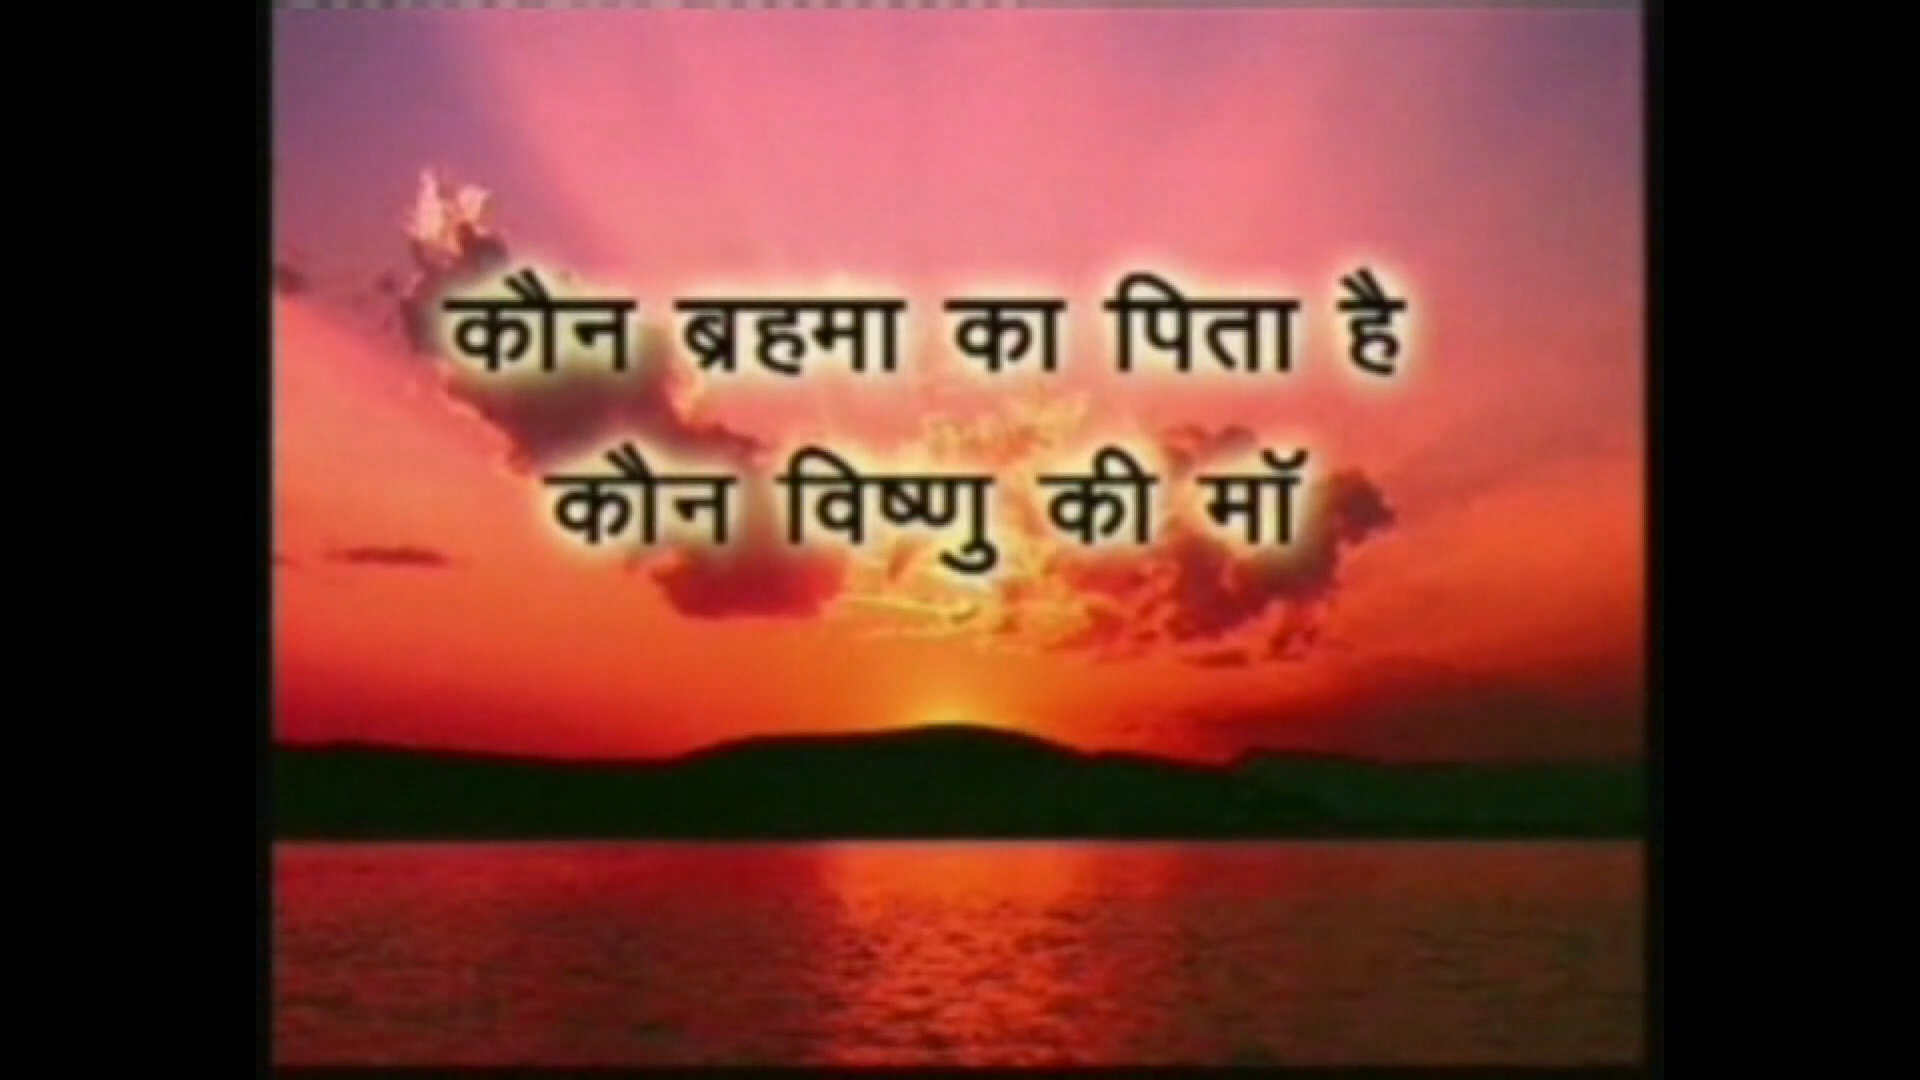 कौन ब्रहमा का पिता है
कौन विष्णु की मॉ